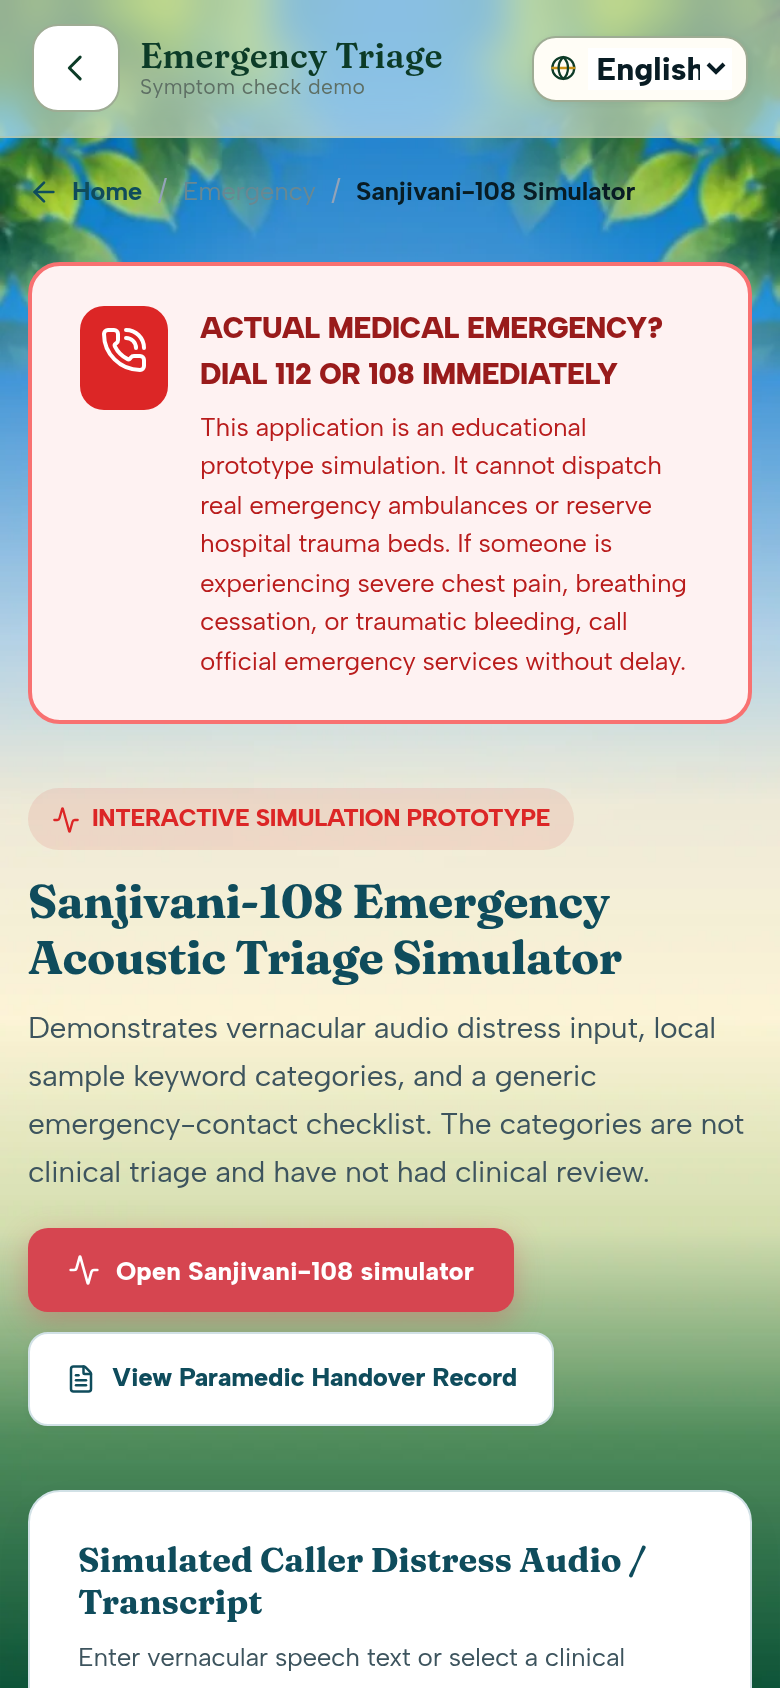 Emergency Triage
Symptom check demo
English
Home / Emergency / Sanjivani-108 Simulator
ACTUAL MEDICAL EMERGENCY?
DIAL 112 OR 108 IMMEDIATELY
This application is an educational
prototype simulation. It cannot dispatch
real emergency ambulances or reserve
hospital trauma beds. If someone is
experiencing severe chest pain, breathing
cessation, or traumatic bleeding, call
official emergency services without delay.
INTERACTIVE SIMULATION PROTOTYPE
Sanjivani-108 Emergency
Acoustic Triage Simulator
Demonstrates vernacular audio distress input, local
sample keyword categories, and a generic
emergency-contact checklist. The categories are not
clinical triage and have not had clinical review.
Open Sanjivani-108 simulator
View Paramedic Handover Record
Simulated Caller Distress Audio /
Transcript
Enter vernacular speech text or select a clinical